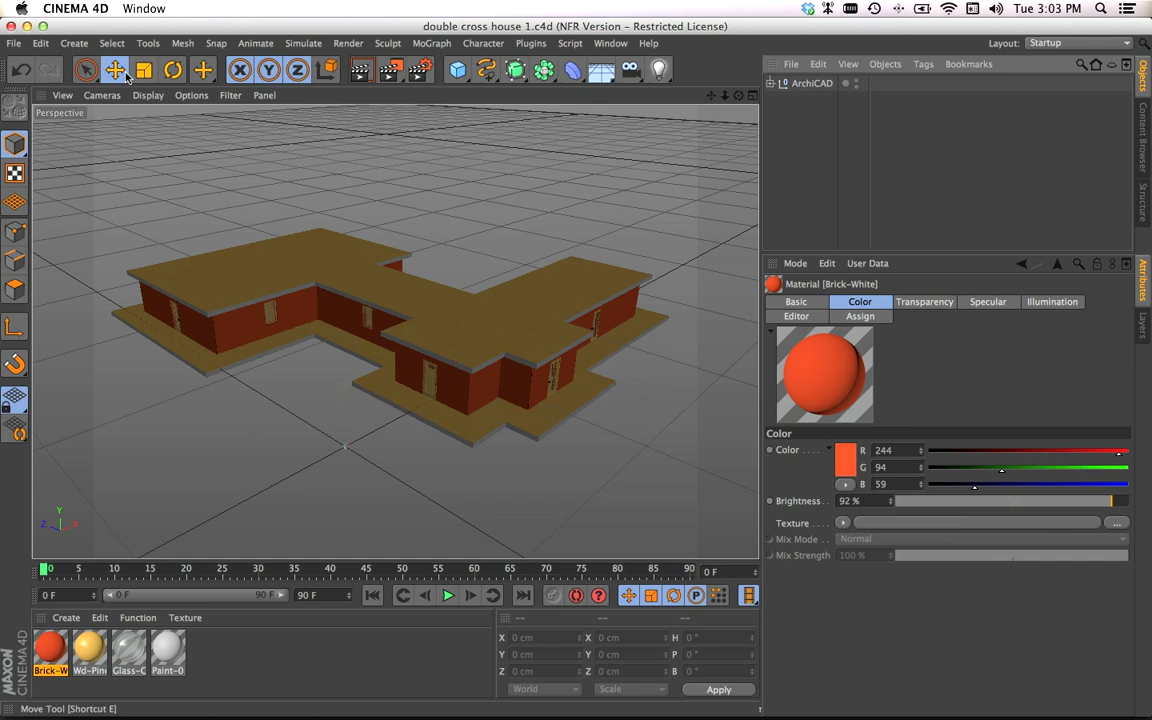 CINEMA 4D Window
Tue 3:03 PM
double cross house 1.c4d (NFR Version - Restricted License)
File Edit Create Select Tools Mesh Snap Animate Simulate Render Sculpt MoGraph Character Plugins Script Window Help
Layout: Startup
X Y Z
File Edit View Objects Tags Bookmarks
View Cameras Display Options Filter Panel
ArchiCAD
0
Perspective
Objects
Content Browser
Structure
Mode Edit User Data
Material [Brick-White]
Basic Color Transparency Specular Illumination
Editor Assign
Attributes
Layers
Color
Color . . . . R 244
G 94
B 59
Brightness . . 92 %
Texture . . . . ...
Mix Mode . . Normal
Mix Strength 100 %
Y
Z X
0 5 10 15 20 25 30 35 40 45 50 55 60 65 70 75 80 85 90 0 F
0 F 0 F 90 F 90 F
P
Create Edit Function Texture
-- -- --
X 0 cm X 0 cm H 0 °
Y 0 cm Y 0 cm P 0 °
Z 0 cm Z 0 cm B 0 °
World Scale Apply
Brick-W Wd-Pine Glass-C Paint-0
MAXON CINEMA 4D
Move Tool [Shortcut E]